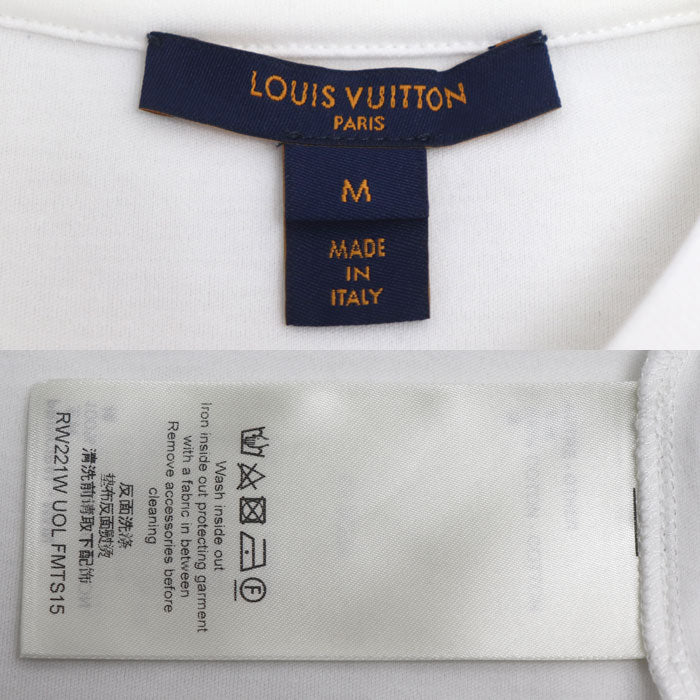 LOUIS VUITTON
PARIS
M
MADE
IN
ITALY
Wash inside out
iron inside out protecting garment
with a fabric in between
Remove accessories before
cleaning
反面洗涤
垫布反面熨烫
清洗前请取下配饰
RW221W UOL FMTS15